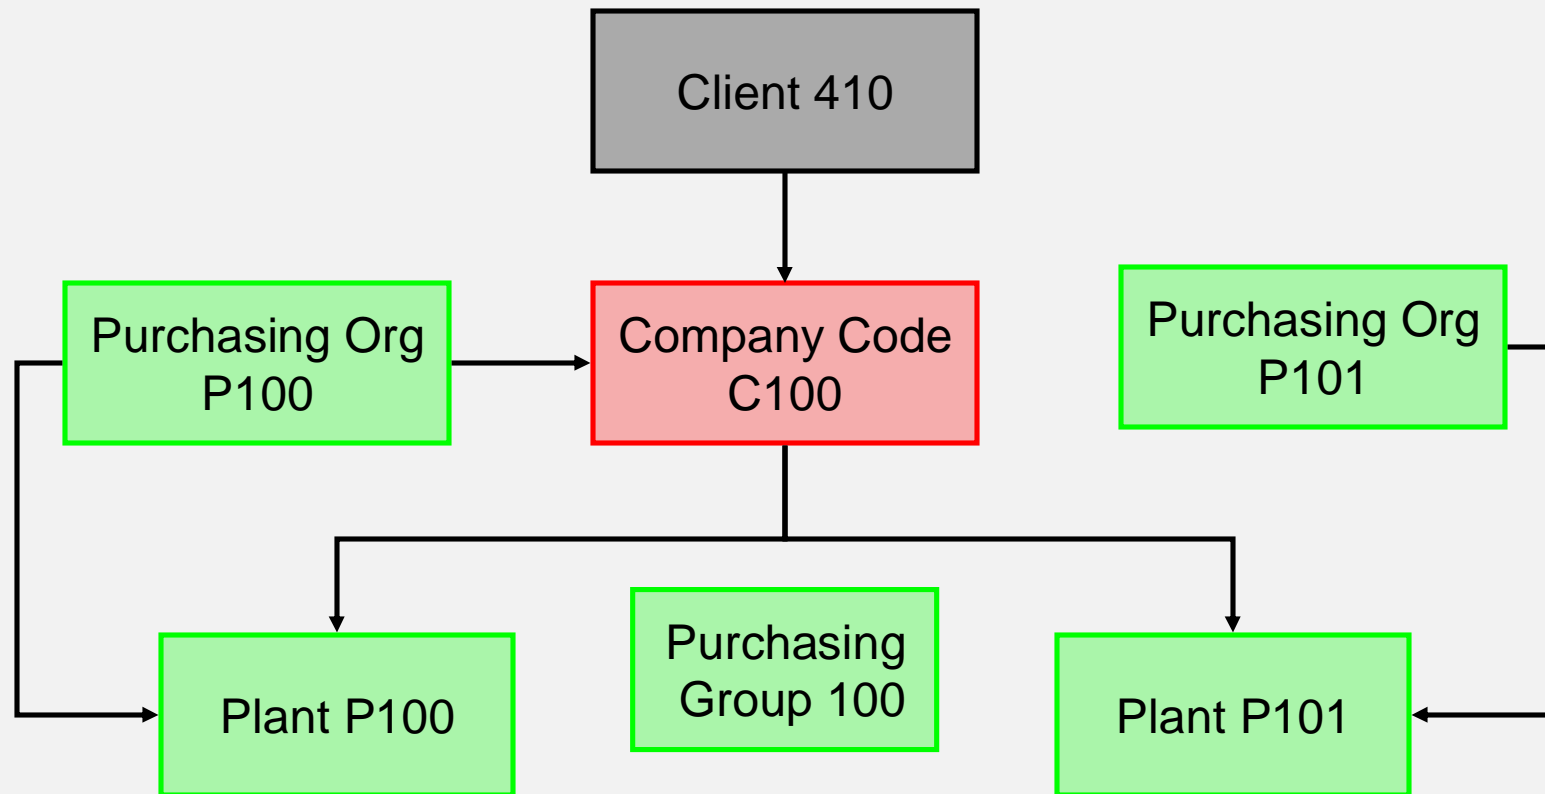 Client 410
Purchasing Org
P100
Company Code
C100
Purchasing Org
P101
Plant P100
Purchasing
Group 100
Plant P101